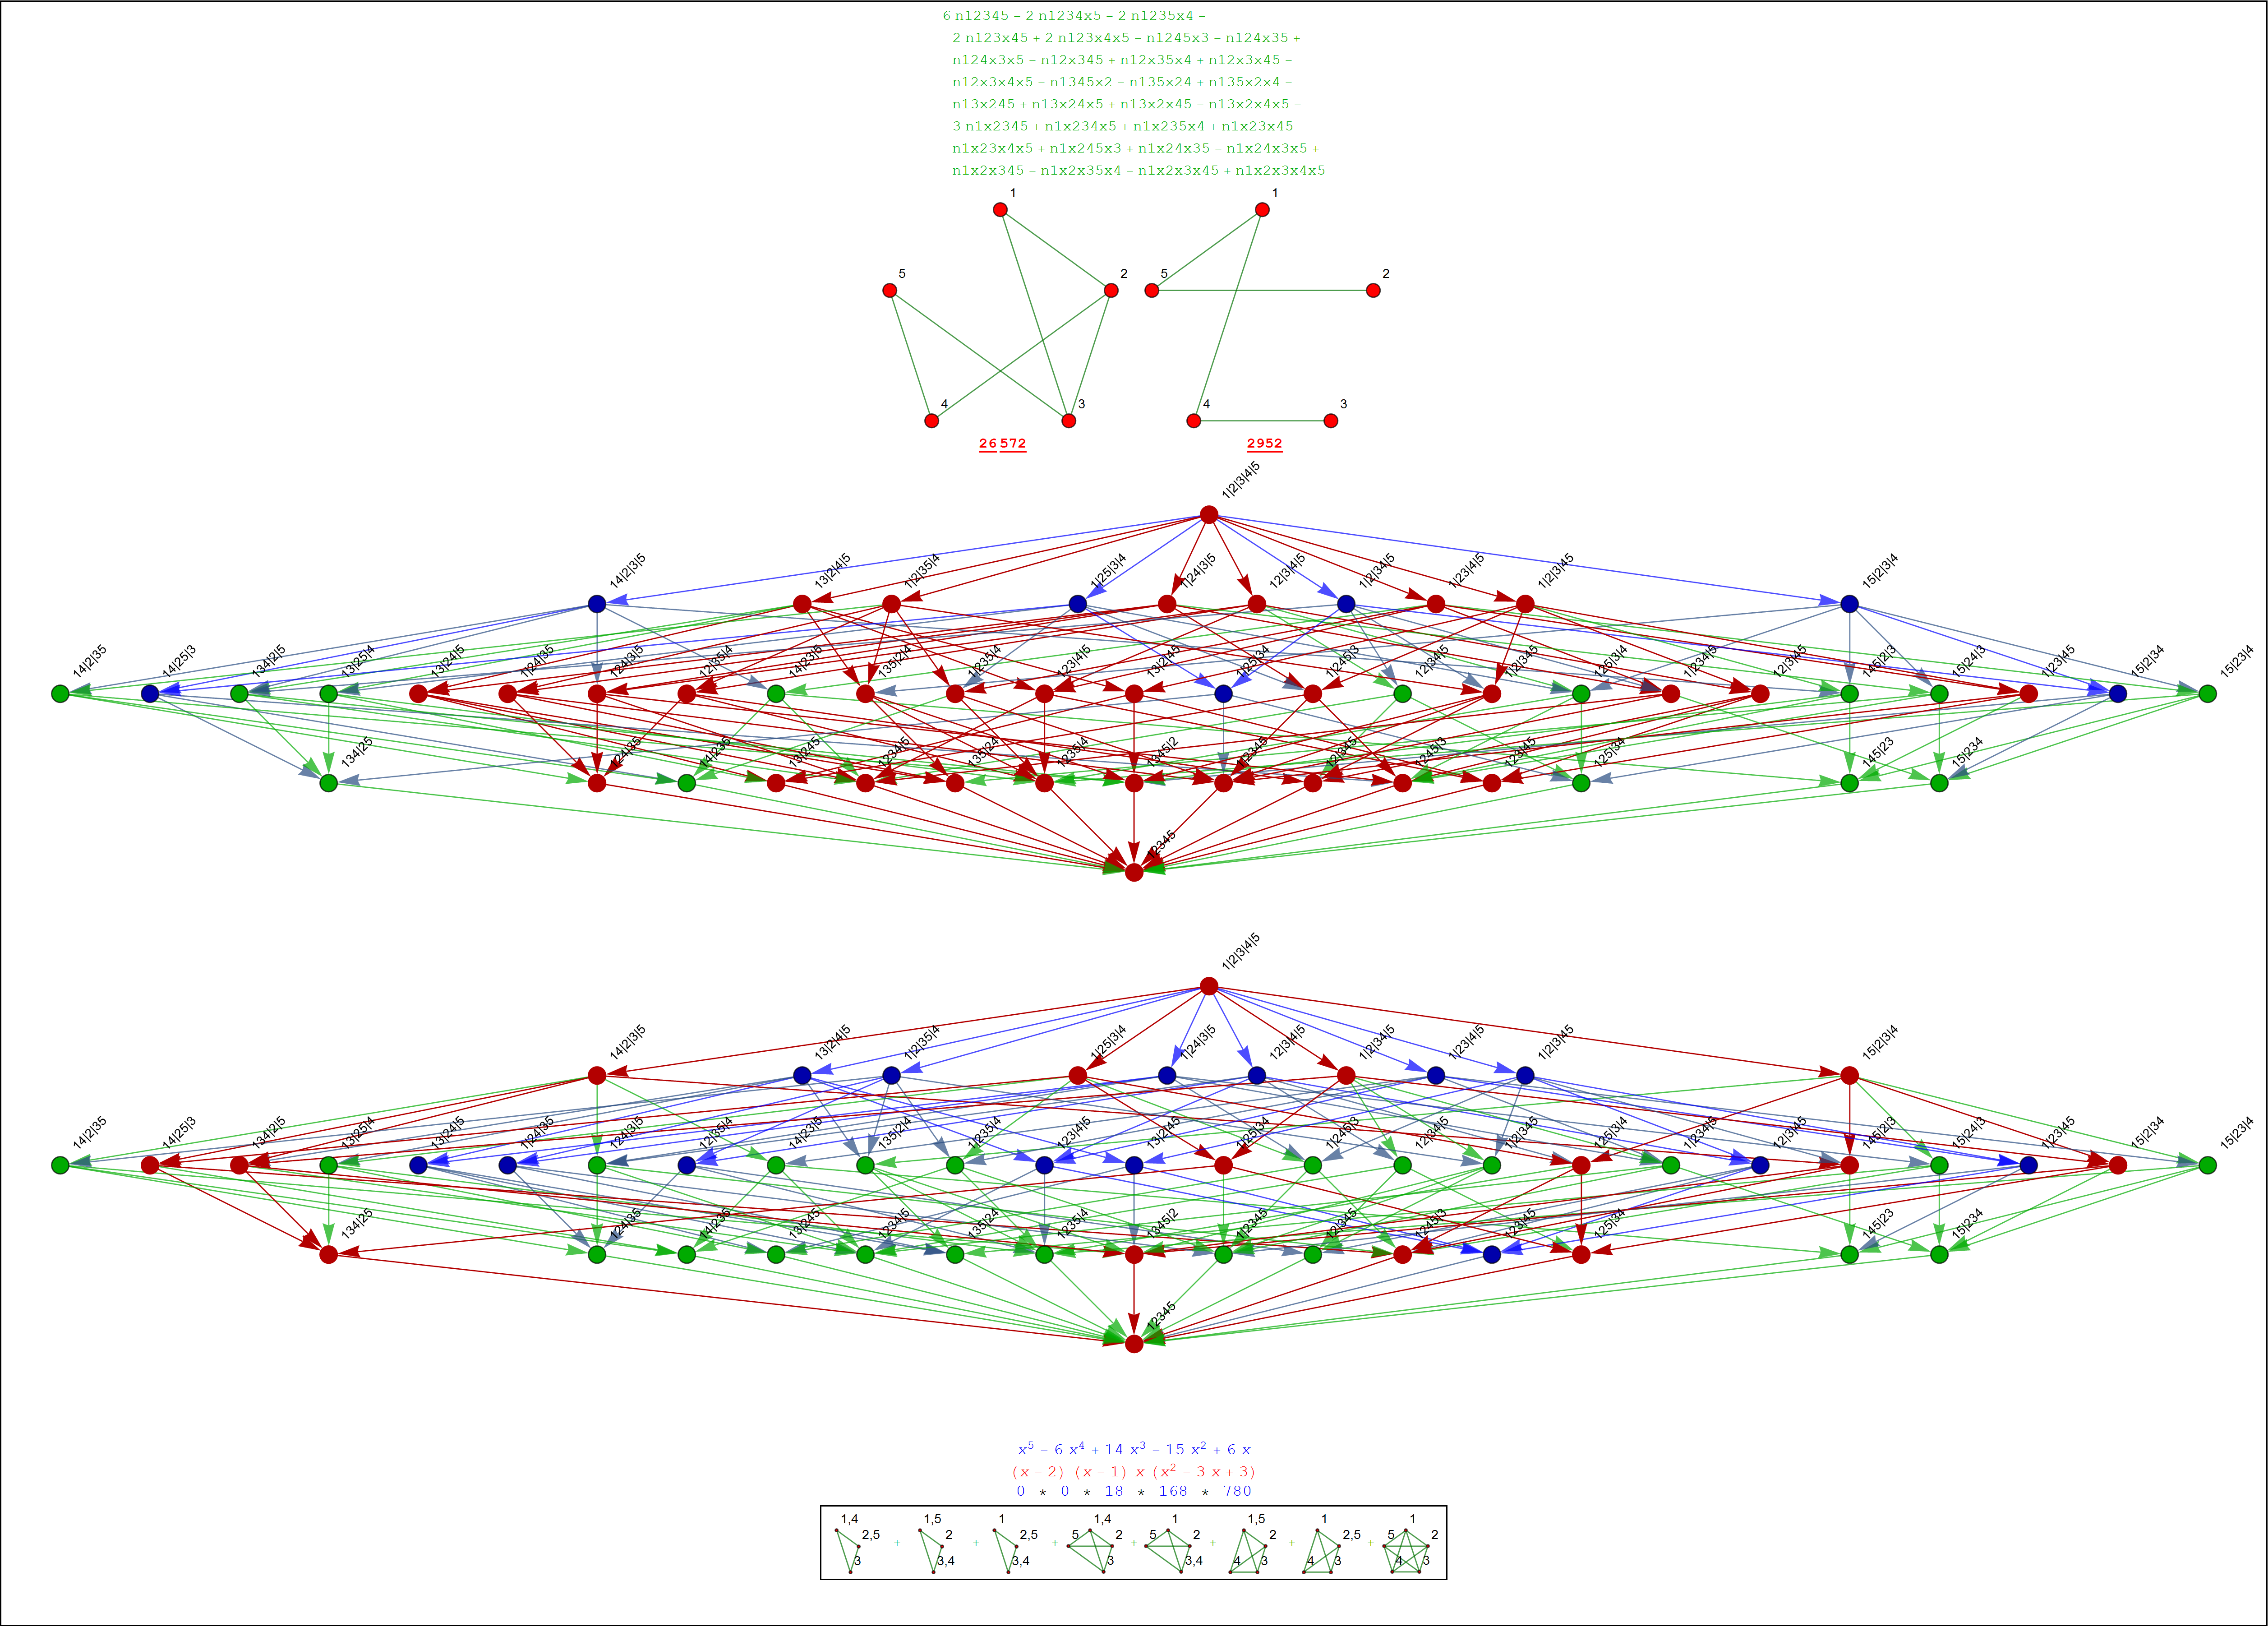 6 n12345 − 2 n1234x5 − 2 n1235x4 −
2 n123x45 + 2 n123x4x5 − n1245x3 − n124x35 +
n124x3x5 − n12x345 + n12x35x4 + n12x3x45 −
n12x3x4x5 − n1345x2 − n135x24 + n135x2x4 −
n13x245 + n13x24x5 + n13x2x45 − n13x2x4x5 −
3 n1x2345 + n1x234x5 + n1x235x4 + n1x23x45 −
n1x23x4x5 + n1x245x3 + n1x24x35 − n1x24x3x5 +
n1x2x345 − n1x2x35x4 − n1x2x3x45 + n1x2x3x4x5
1 1
5 2 5 2
4 3 4 3
26 572 2952
1|2|3|4|5
14|2|3|5 13|2|4|5 1|2|35|4 1|25|3|4 1|24|3|5 12|3|4|5 1|2|34|5 1|23|4|5 1|2|3|45 15|2|3|4
14|2|35 14|25|3 134|2|5 13|25|4 13|24|5 1|24|35 124|3|5 12|35|4 14|23|5 135|2|4 1|235|4 123|4|5 13|2|45 1|25|34 1|245|3 12|34|5 1|2|345 125|3|4 1|234|5 12|3|45 145|2|3 15|24|3 1|23|45 15|2|34 15|23|4
134|25 124|35 14|235 13|245 1234|5 135|24 1235|4 1345|2 1|2345 12|345 1245|3 123|45 125|34 145|23 15|234
12345
1|2|3|4|5
14|2|3|5 13|2|4|5 1|2|35|4 1|25|3|4 1|24|3|5 12|3|4|5 1|2|34|5 1|23|4|5 1|2|3|45 15|2|3|4
14|2|35 14|25|3 134|2|5 13|25|4 13|24|5 1|24|35 124|3|5 12|35|4 14|23|5 135|2|4 1|235|4 123|4|5 13|2|45 1|25|34 1|245|3 12|34|5 1|2|345 125|3|4 1|234|5 12|3|45 145|2|3 15|24|3 1|23|45 15|2|34 15|23|4
134|25 124|35 14|235 13|245 1234|5 135|24 1235|4 1345|2 1|2345 12|345 1245|3 123|45 125|34 145|23 15|234
12345
x⁵ − 6 x⁴ + 14 x³ − 15 x² + 6 x
(x − 2) (x − 1) x (x² − 3 x + 3)
0 * 0 * 18 * 168 * 780
1,4 1,5 1 1,4 1 1,5 1 1
2,5 2 2,5 5 2 5 2 2 2,5 5 2
+ + + + + + +
3 3,4 3,4 3 3,4 4 3 4 3 4 3